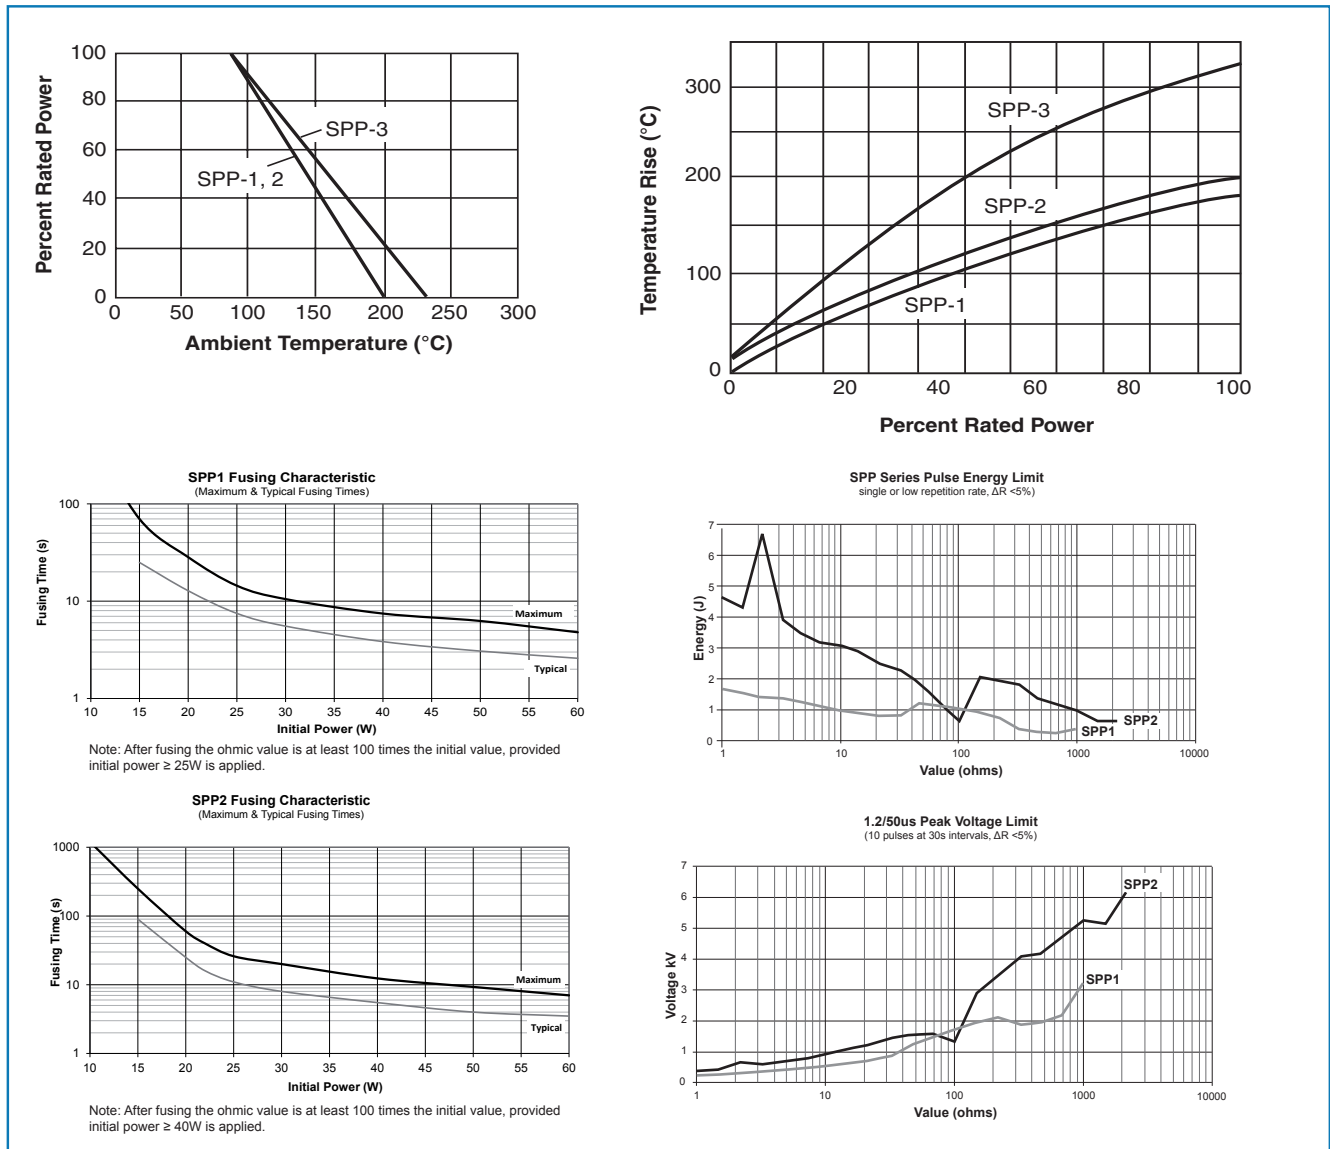 100
80
60
40
20
0
0 50 100 150 200 250 300
Percent Rated Power
SPP-3
SPP-1, 2
Ambient Temperature (°C)
300
200
100
0
0 20 40 60 80 100
Temperature Rise (°C)
SPP-3
SPP-2
SPP-1
Percent Rated Power
SPP1 Fusing Characteristic
(Maximum & Typical Fusing Times)
100
10
1
10 15 20 25 30 35 40 45 50 55 60
Fusing Time (s)
Maximum
Typical
Initial Power (W)
Note: After fusing the ohmic value is at least 100 times the initial value, provided
initial power ≥ 25W is applied.
SPP Series Pulse Energy Limit
single or low repetition rate, ΔR <5%)
7
6
5
4
3
2
1
0
1 10 100 1000 10000
Energy (J)
SPP2
SPP1
Value (ohms)
SPP2 Fusing Characteristic
(Maximum & Typical Fusing Times)
1000
100
10
1
10 15 20 25 30 35 40 45 50 55 60
Fusing Time (s)
Maximum
Typical
Initial Power (W)
Note: After fusing the ohmic value is at least 100 times the initial value, provided
initial power ≥ 40W is applied.
1.2/50us Peak Voltage Limit
(10 pulses at 30s intervals, ΔR <5%)
7
6
5
4
3
2
1
0
1 10 100 1000 10000
Voltage kV
SPP2
SPP1
Value (ohms)